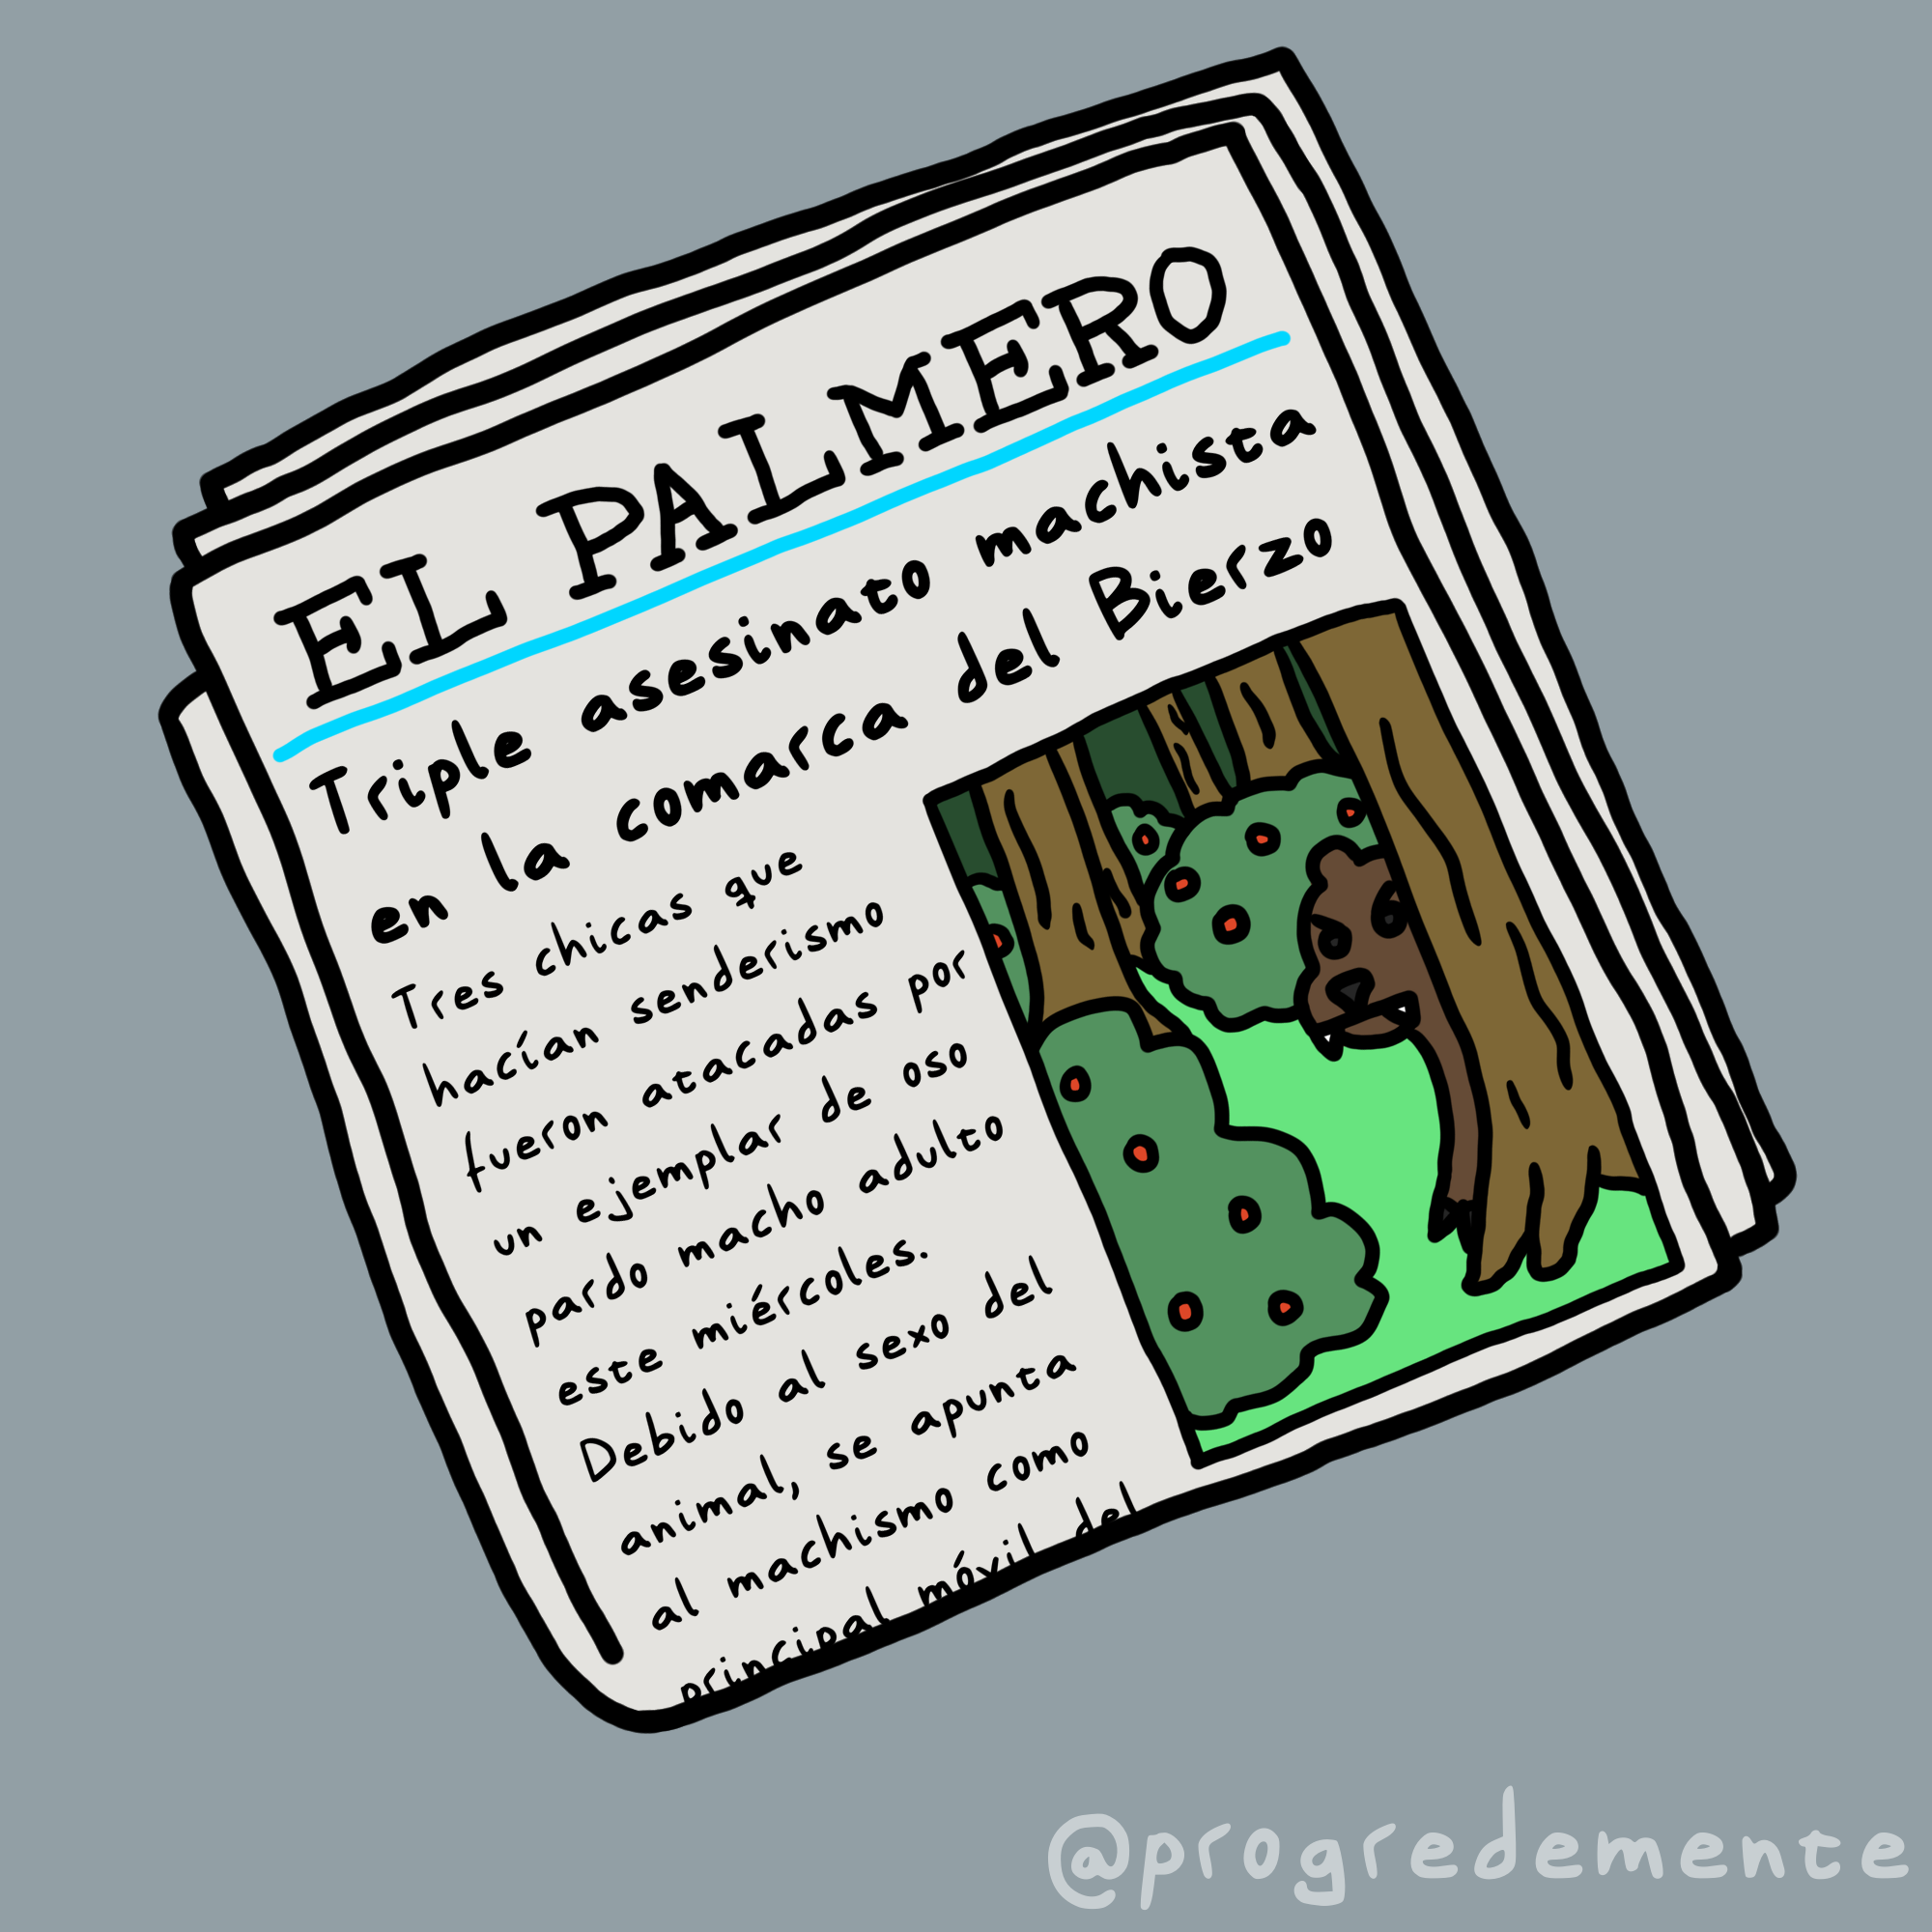 EL PALMERO
Triple asesinato machista
en la comarca del Bierzo
Tres chicas que
hacían senderismo
fueron atacadas por
un ejemplar de oso
pardo macho adulto
este miércoles.
Debido al sexo del
animal, se apunta
al machismo como
principal móvil del
@progredemente